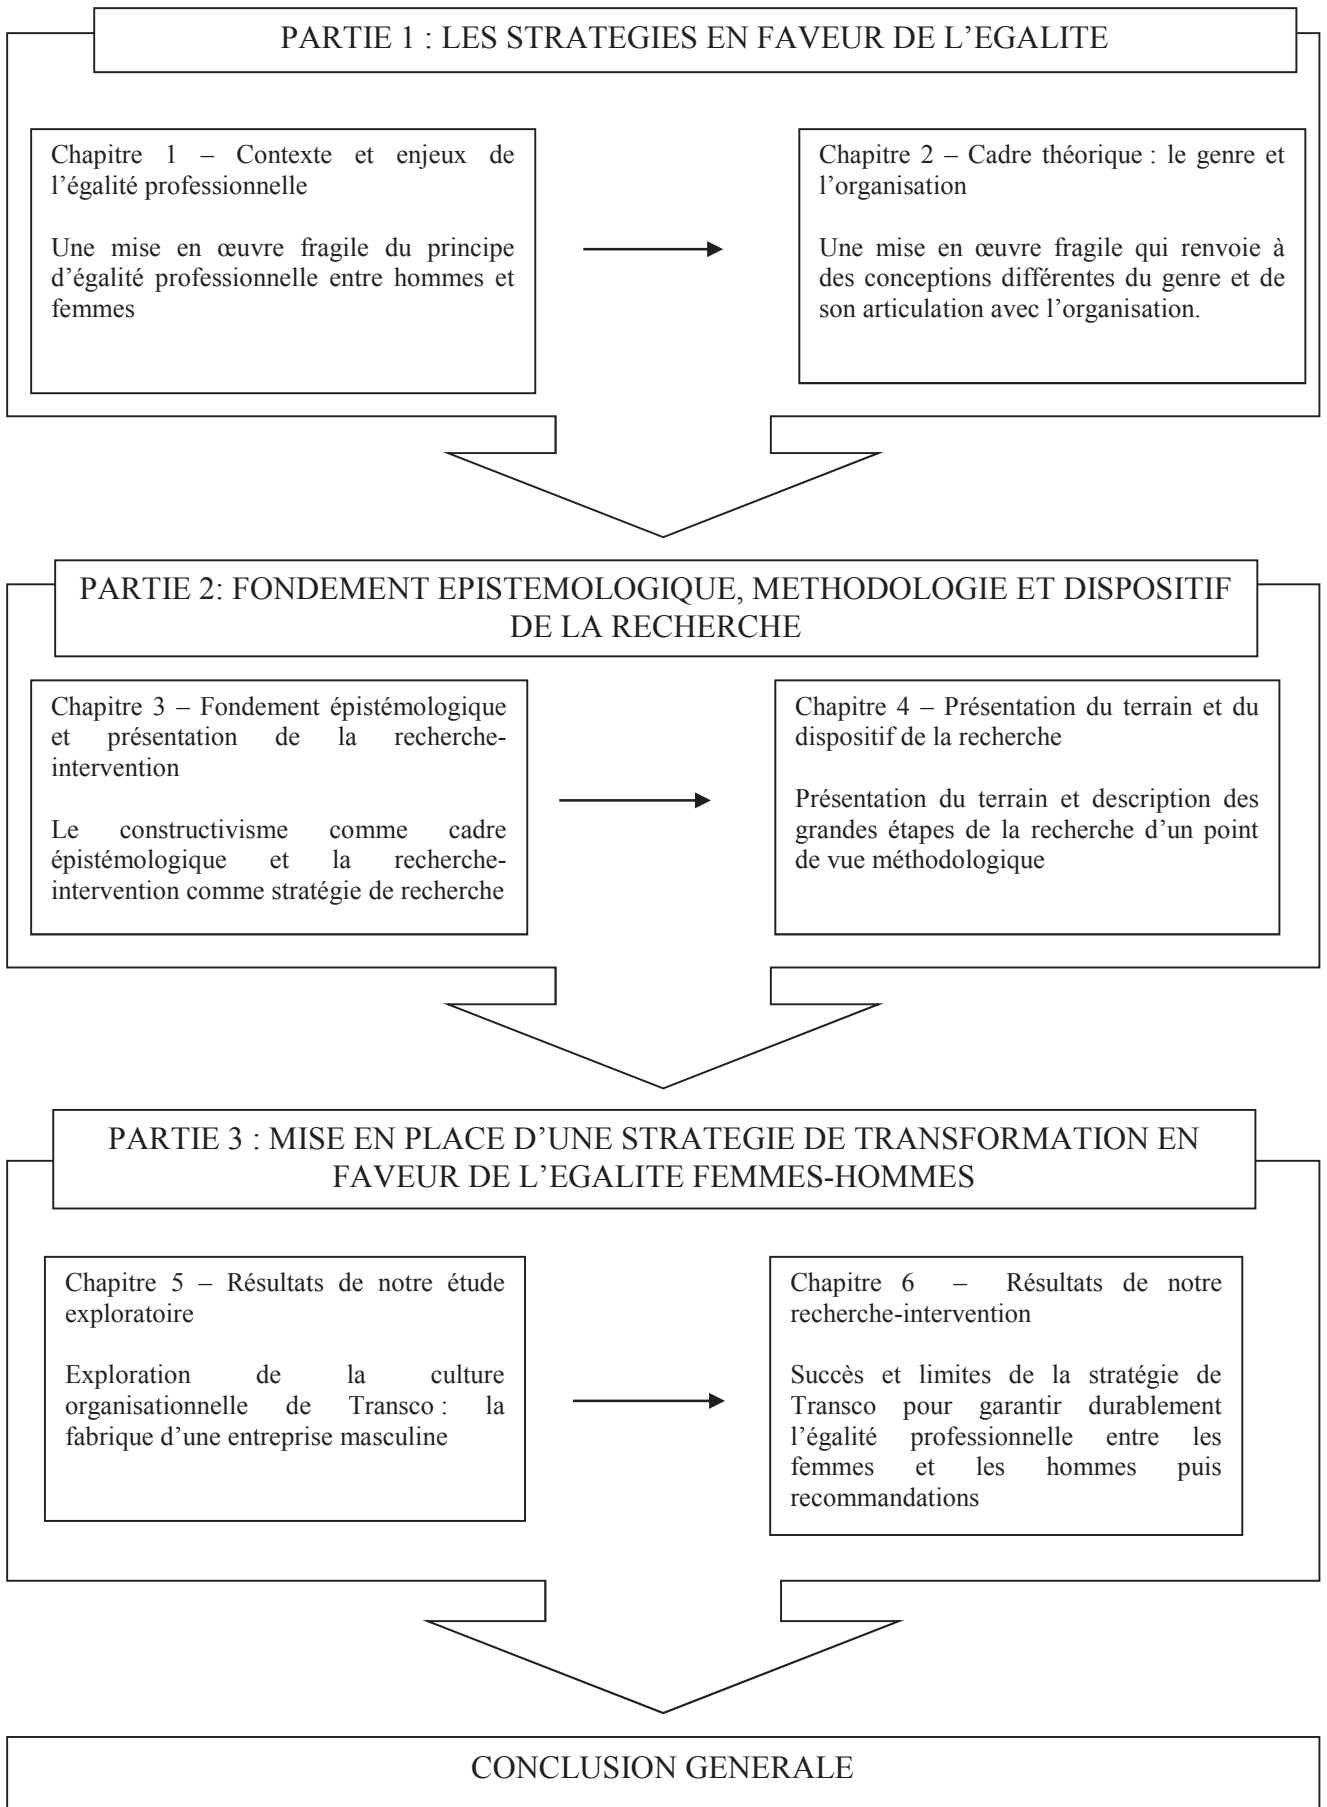 PARTIE 1 : LES STRATEGIES EN FAVEUR DE L’EGALITE
Chapitre 1 – Contexte et enjeux de
l’égalité professionnelle
Une mise en œuvre fragile du principe
d’égalité professionnelle entre hommes et
femmes
Chapitre 2 – Cadre théorique : le genre et
l’organisation
Une mise en œuvre fragile qui renvoie à
des conceptions différentes du genre et de
son articulation avec l’organisation.
PARTIE 2: FONDEMENT EPISTEMOLOGIQUE, METHODOLOGIE ET DISPOSITIF
DE LA RECHERCHE
Chapitre 3 – Fondement épistémologique
et présentation de la recherche-
intervention
Le constructivisme comme cadre
épistémologique et la recherche-
intervention comme stratégie de recherche
Chapitre 4 – Présentation du terrain et du
dispositif de la recherche
Présentation du terrain et description des
grandes étapes de la recherche d’un point
de vue méthodologique
PARTIE 3 : MISE EN PLACE D’UNE STRATEGIE DE TRANSFORMATION EN
FAVEUR DE L’EGALITE FEMMES-HOMMES
Chapitre 5 – Résultats de notre étude
exploratoire
Exploration de la culture
organisationnelle de Transco : la
fabrique d’une entreprise masculine
Chapitre 6 – Résultats de notre
recherche-intervention
Succès et limites de la stratégie de
Transco pour garantir durablement
l’égalité professionnelle entre les
femmes et les hommes puis
recommandations
CONCLUSION GENERALE